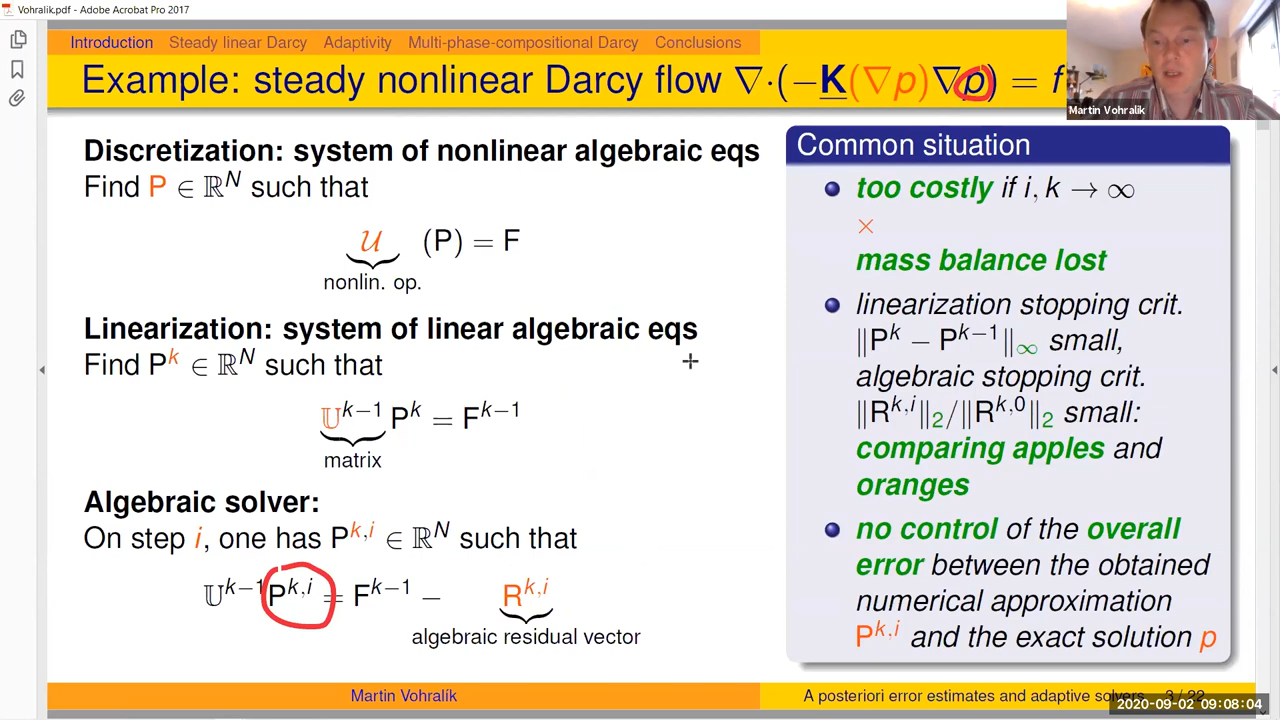 Vohralik.pdf - Adobe Acrobat Pro 2017
Introduction Steady linear Darcy Adaptivity Multi-phase-compositional Darcy Conclusions
Example: steady nonlinear Darcy flow ∇·(−K(∇p)∇p) = f
Martin Vohralik
Discretization: system of nonlinear algebraic eqs
Find P ∈ ℝ^N such that
𝒰 (P) = F
nonlin. op.
Linearization: system of linear algebraic eqs
Find P^k ∈ ℝ^N such that
𝕌^{k−1} P^k = F^{k−1}
matrix
Algebraic solver:
On step i, one has P^{k,i} ∈ ℝ^N such that
𝕌^{k−1}P^{k,i} = F^{k−1} − R^{k,i}
algebraic residual vector
Common situation
too costly if i, k → ∞
×
mass balance lost
linearization stopping crit.
‖P^k − P^{k−1}‖_∞ small,
algebraic stopping crit.
‖R^{k,i}‖_2/‖R^{k,0}‖_2 small:
comparing apples and
oranges
no control of the overall
error between the obtained
numerical approximation
P^{k,i} and the exact solution p
Martin Vohralík
A posteriori error estimates and adaptive solvers 3 / 22
2020-09-02 09:08:04